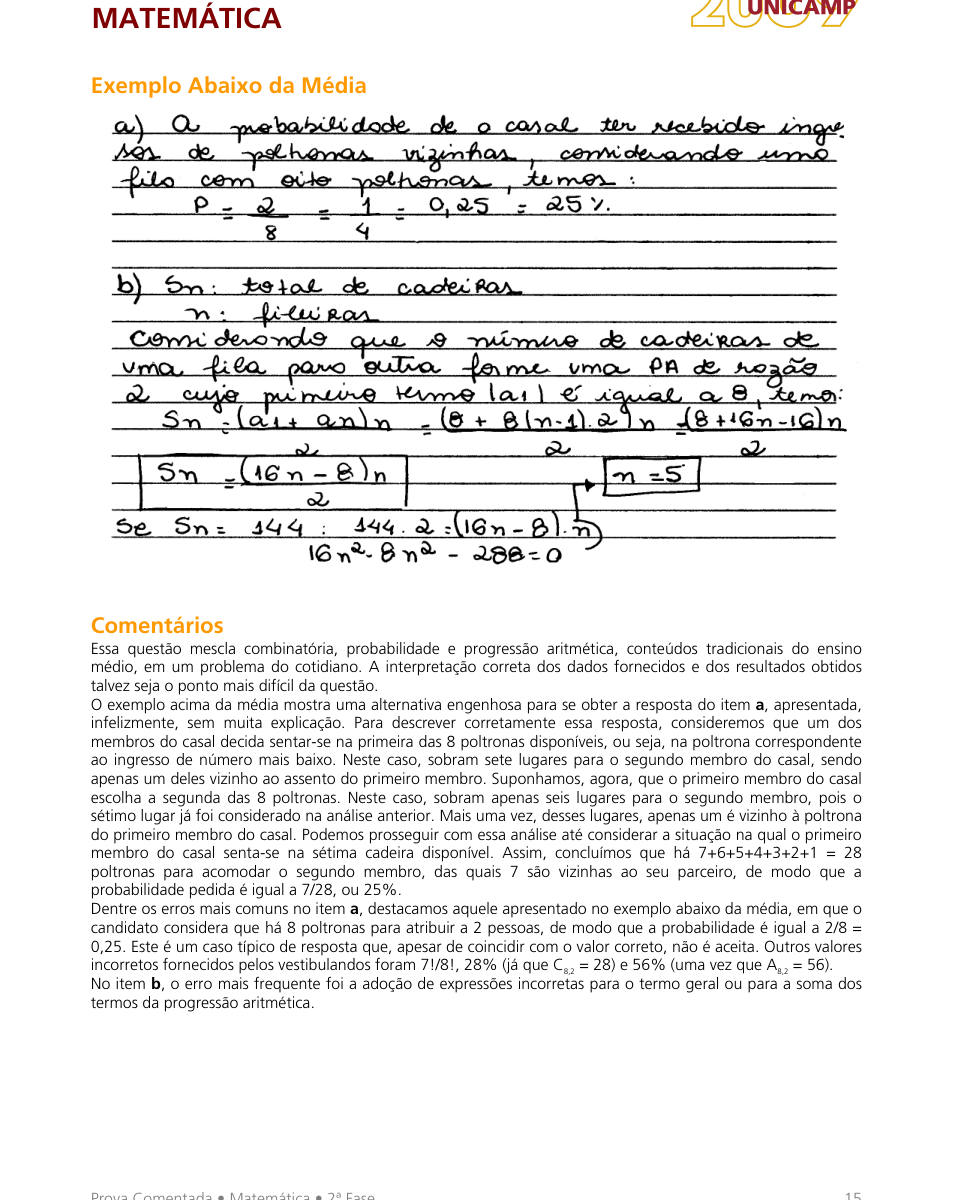 MATEMÁTICA
2009 UNICAMP
Exemplo Abaixo da Média
a) A probabilidade de o casal ter recebido ingre-
sos de poltronas vizinhas, considerando uma
fila com oito poltronas, temos:
P = 2/8 = 1/4 = 0,25 = 25%.
b) Sn: total de cadeiras
n: fileiras
Considerando que o número de cadeiras de
uma fila para outra forme uma PA de razão
2 cujo primeiro termo (a1) é igual a 8, temos:
Sn = (a1 + an)n/2 = (8 + 8(n-1).2)n/2 = (8+16n-16)n/2
Sn = (16n - 8)n/2
n = 5
Se Sn = 144 : 144.2 = (16n - 8).n
16n² - 8n² - 288 = 0
Comentários
Essa questão mescla combinatória, probabilidade e progressão aritmética, conteúdos tradicionais do ensino
médio, em um problema do cotidiano. A interpretação correta dos dados fornecidos e dos resultados obtidos
talvez seja o ponto mais difícil da questão.
O exemplo acima da média mostra uma alternativa engenhosa para se obter a resposta do item a, apresentada,
infelizmente, sem muita explicação. Para descrever corretamente essa resposta, consideremos que um dos
membros do casal decida sentar-se na primeira das 8 poltronas disponíveis, ou seja, na poltrona correspondente
ao ingresso de número mais baixo. Neste caso, sobram sete lugares para o segundo membro do casal, sendo
apenas um deles vizinho ao assento do primeiro membro. Suponhamos, agora, que o primeiro membro do casal
escolha a segunda das 8 poltronas. Neste caso, sobram apenas seis lugares para o segundo membro, pois o
sétimo lugar já foi considerado na análise anterior. Mais uma vez, desses lugares, apenas um é vizinho à poltrona
do primeiro membro do casal. Podemos prosseguir com essa análise até considerar a situação na qual o primeiro
membro do casal senta-se na sétima cadeira disponível. Assim, concluímos que há 7+6+5+4+3+2+1 = 28
poltronas para acomodar o segundo membro, das quais 7 são vizinhas ao seu parceiro, de modo que a
probabilidade pedida é igual a 7/28, ou 25%.
Dentre os erros mais comuns no item a, destacamos aquele apresentado no exemplo abaixo da média, em que o
candidato considera que há 8 poltronas para atribuir a 2 pessoas, de modo que a probabilidade é igual a 2/8 =
0,25. Este é um caso típico de resposta que, apesar de coincidir com o valor correto, não é aceita. Outros valores
incorretos fornecidos pelos vestibulandos foram 7!/8!, 28% (já que C8,2 = 28) e 56% (uma vez que A8,2 = 56).
No item b, o erro mais frequente foi a adoção de expressões incorretas para o termo geral ou para a soma dos
termos da progressão aritmética.
Prova Comentada • Matemática • 2ª Fase 15